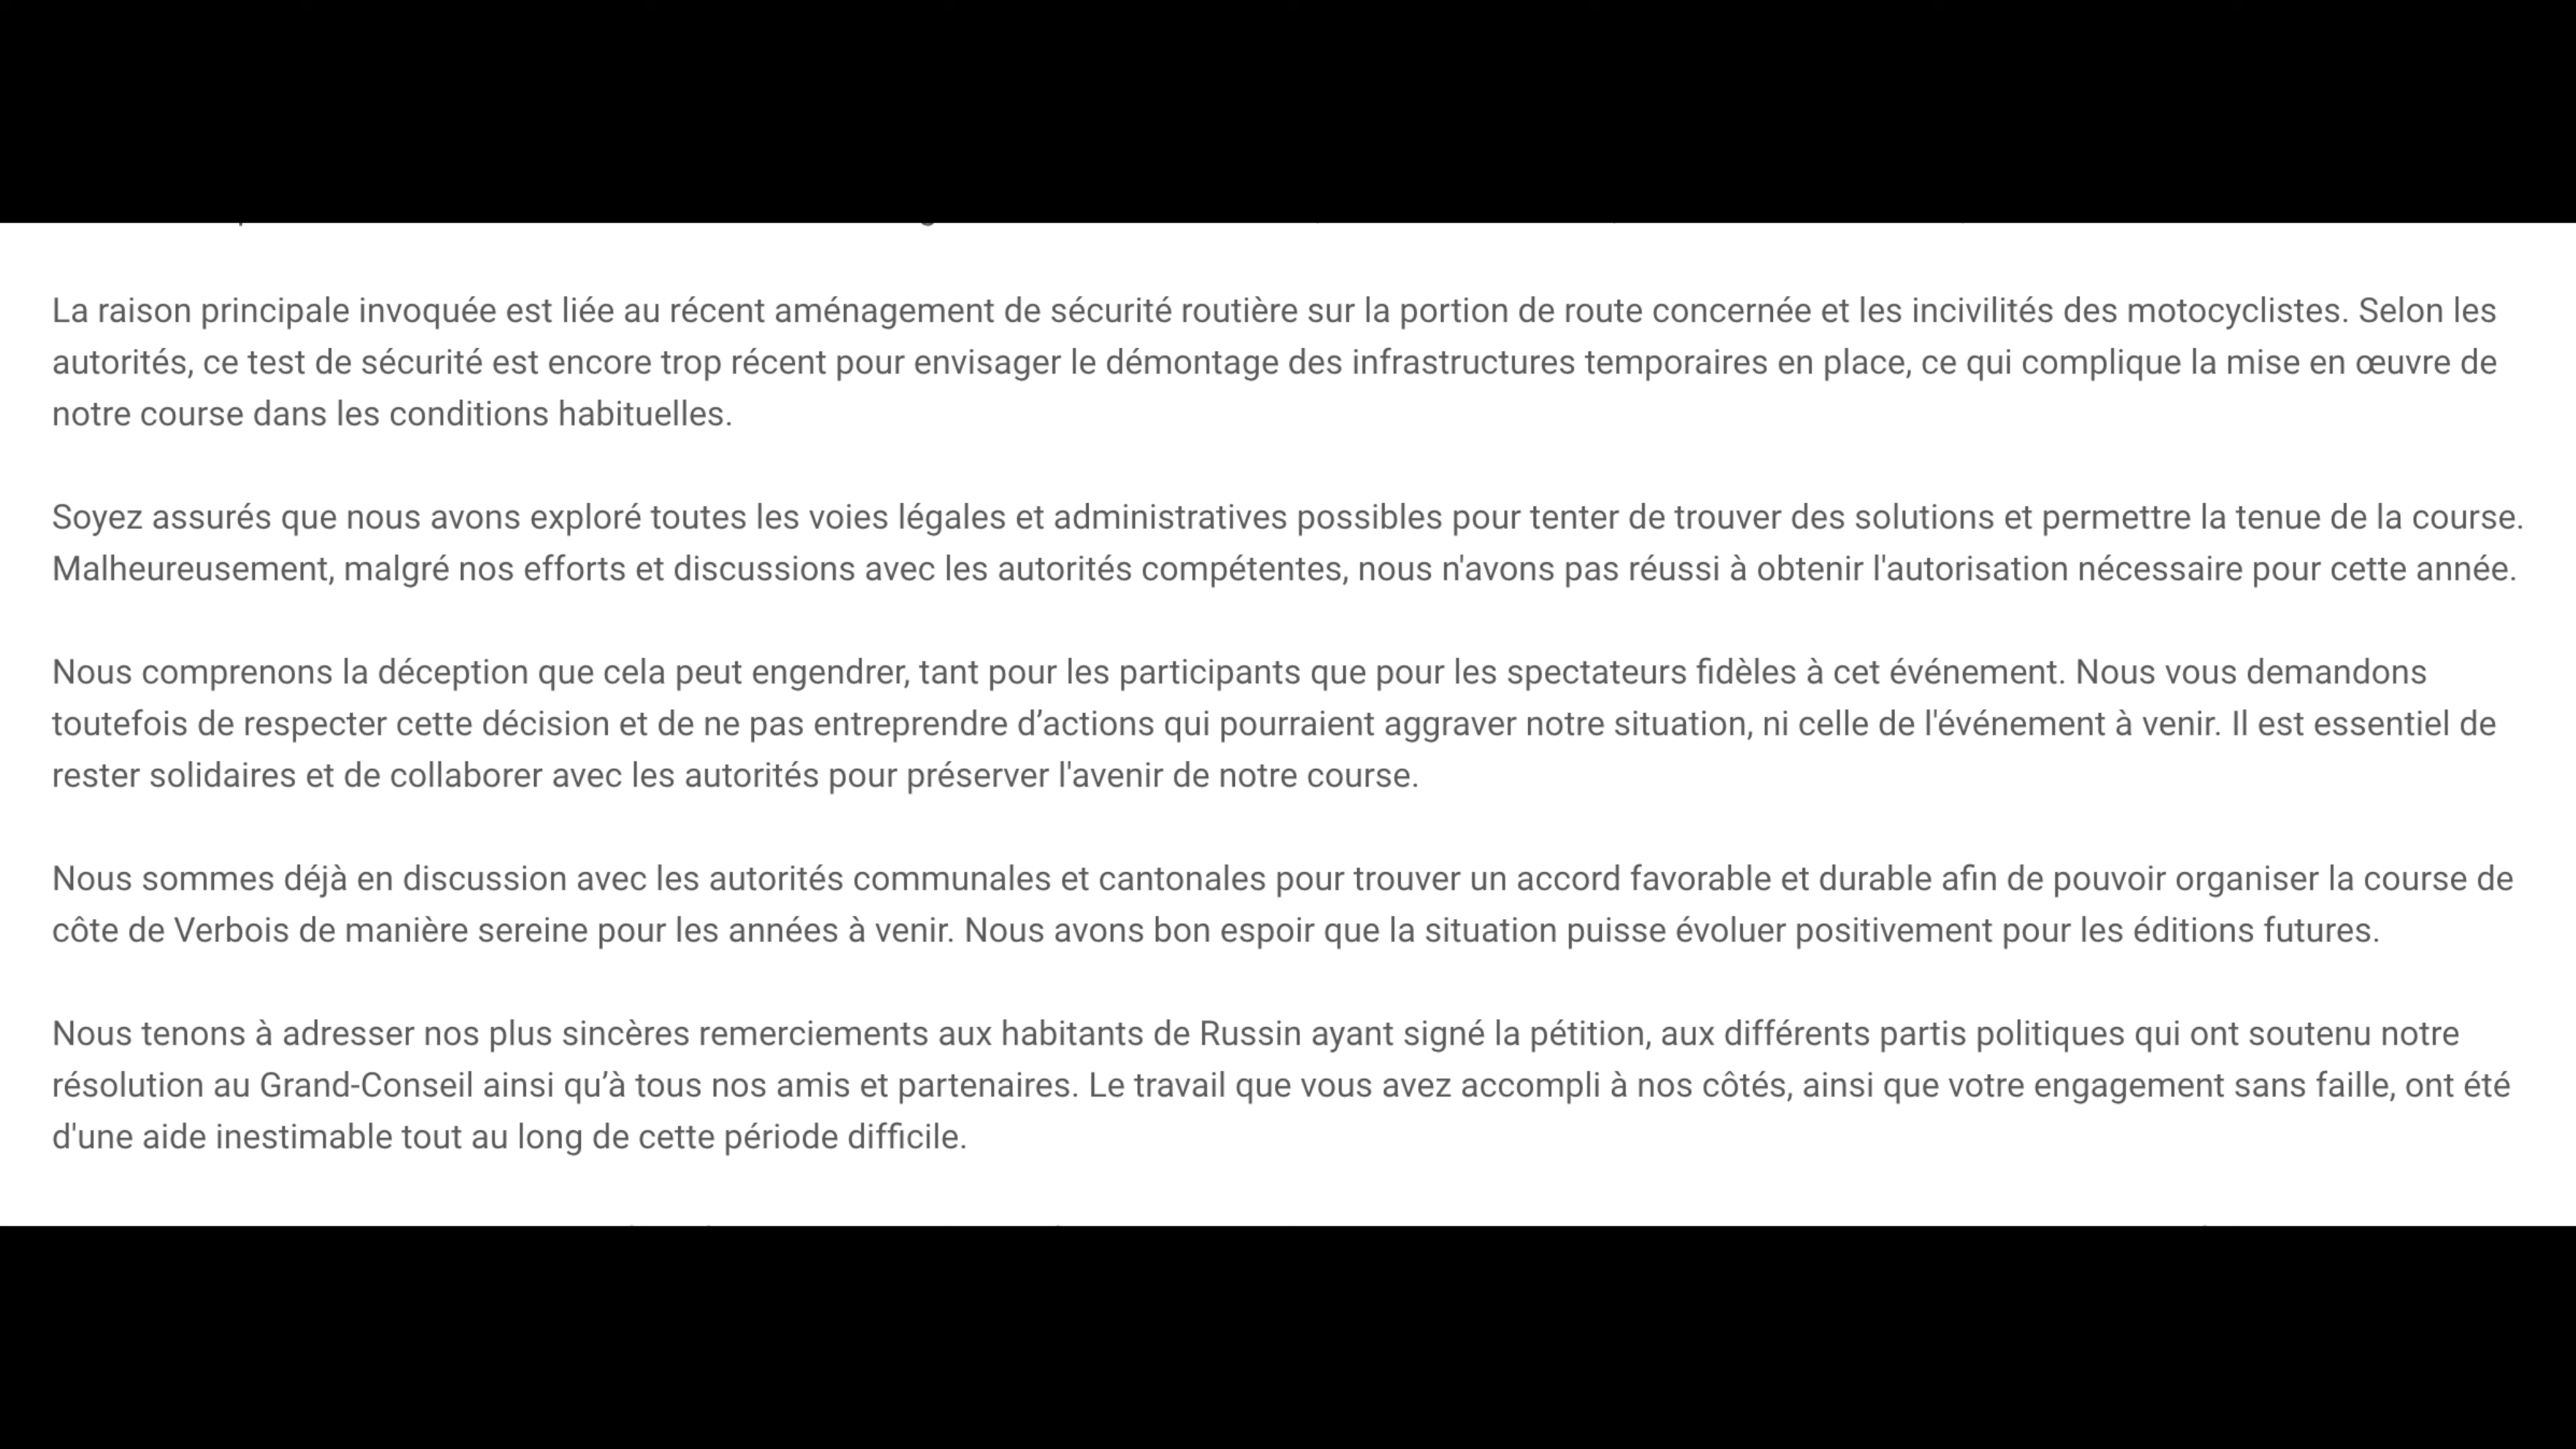 La raison principale invoquée est liée au récent aménagement de sécurité routière sur la portion de route concernée et les incivilités des motocyclistes. Selon les
autorités, ce test de sécurité est encore trop récent pour envisager le démontage des infrastructures temporaires en place, ce qui complique la mise en œuvre de
notre course dans les conditions habituelles.
Soyez assurés que nous avons exploré toutes les voies légales et administratives possibles pour tenter de trouver des solutions et permettre la tenue de la course.
Malheureusement, malgré nos efforts et discussions avec les autorités compétentes, nous n'avons pas réussi à obtenir l'autorisation nécessaire pour cette année.
Nous comprenons la déception que cela peut engendrer, tant pour les participants que pour les spectateurs fidèles à cet événement. Nous vous demandons
toutefois de respecter cette décision et de ne pas entreprendre d’actions qui pourraient aggraver notre situation, ni celle de l'événement à venir. Il est essentiel de
rester solidaires et de collaborer avec les autorités pour préserver l'avenir de notre course.
Nous sommes déjà en discussion avec les autorités communales et cantonales pour trouver un accord favorable et durable afin de pouvoir organiser la course de
côte de Verbois de manière sereine pour les années à venir. Nous avons bon espoir que la situation puisse évoluer positivement pour les éditions futures.
Nous tenons à adresser nos plus sincères remerciements aux habitants de Russin ayant signé la pétition, aux différents partis politiques qui ont soutenu notre
résolution au Grand-Conseil ainsi qu’à tous nos amis et partenaires. Le travail que vous avez accompli à nos côtés, ainsi que votre engagement sans faille, ont été
d'une aide inestimable tout au long de cette période difficile.